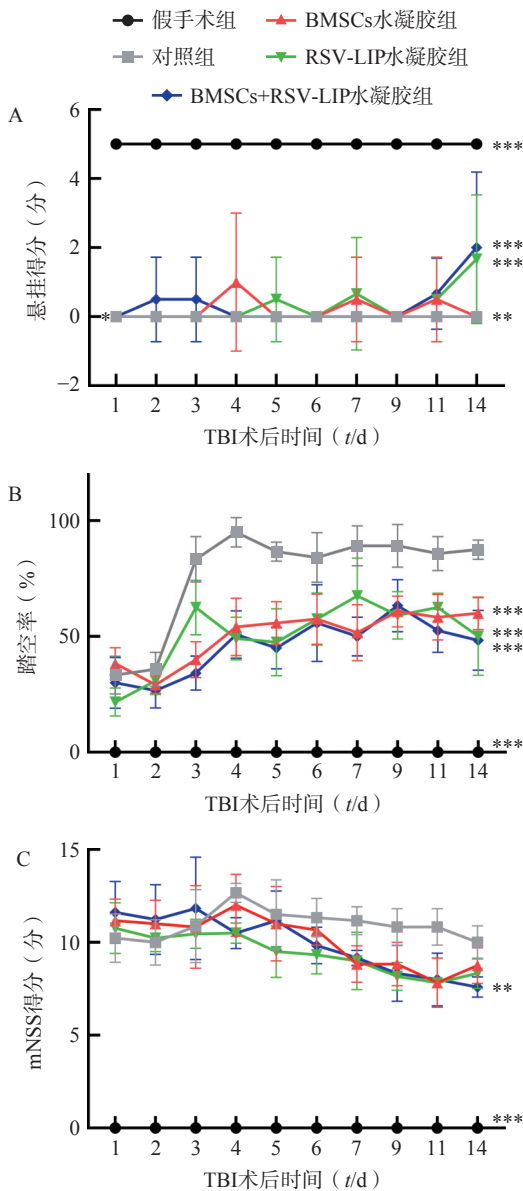 假手术组 BMSCs水凝胶组
对照组 RSV-LIP水凝胶组
BMSCs+RSV-LIP水凝胶组
A
悬挂得分（分）
6
4
2
0
−2
*
***
***
***
**
1 2 3 4 5 6 7 9 11 14
TBI术后时间（t/d）
B
踏空率（%）
100
50
0
***
***
***
***
1 2 3 4 5 6 7 9 11 14
TBI术后时间（t/d）
C
mNSS得分（分）
15
10
5
0
**
***
1 2 3 4 5 6 7 9 11 14
TBI术后时间（t/d）